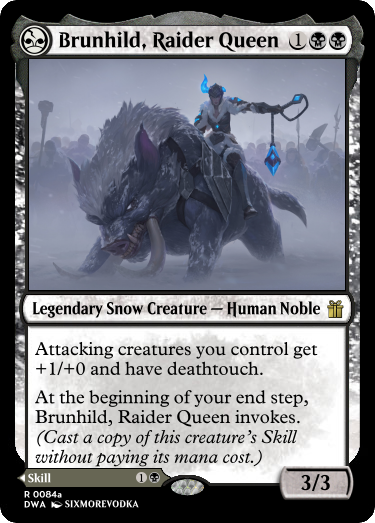 Brunhild, Raider Queen 1
Legendary Snow Creature — Human Noble
Attacking creatures you control get
+1/+0 and have deathtouch.
At the beginning of your end step,
Brunhild, Raider Queen invokes.
(Cast a copy of this creature's Skill
without paying its mana cost.)
Skill 1
3/3
R 0084a
DWA SIXMOREVODKA